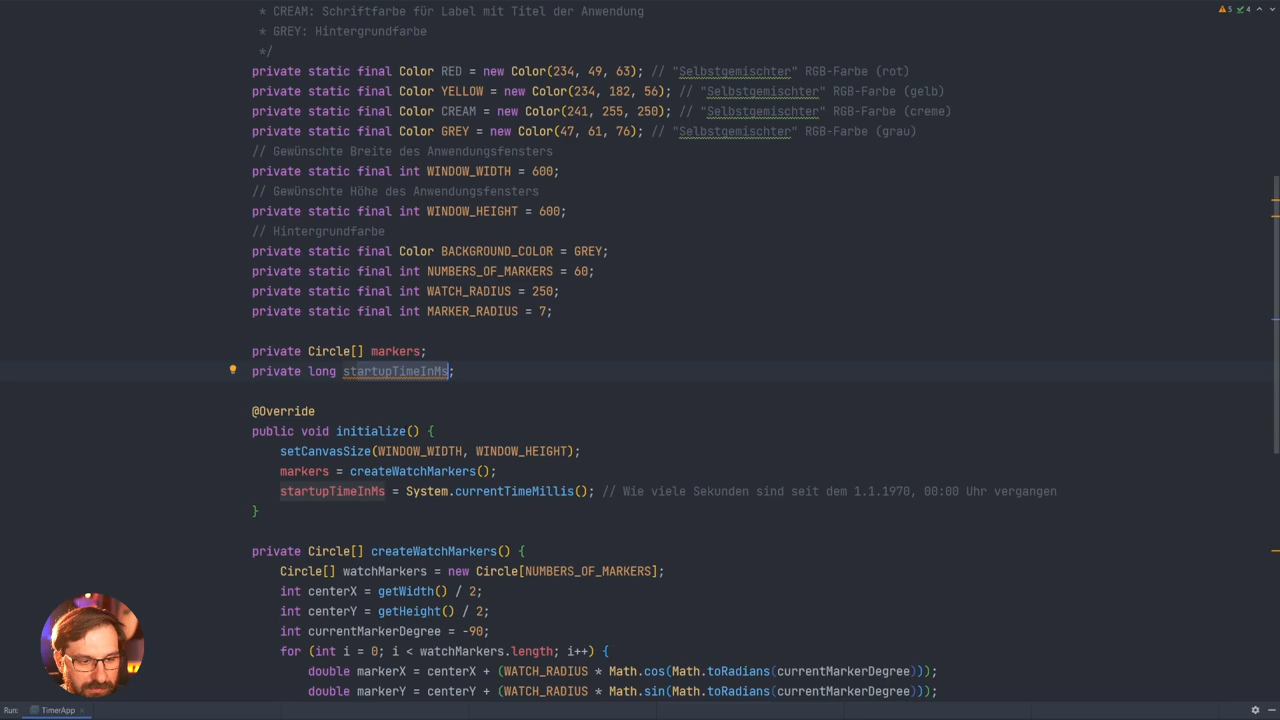 * CREAM: Schriftfarbe für Label mit Titel der Anwendung
5 4
* GREY: Hintergrundfarbe
*/
private static final Color RED = new Color(234, 49, 63); // "Selbstgemischter" RGB-Farbe (rot)
private static final Color YELLOW = new Color(234, 182, 56); // "Selbstgemischter" RGB-Farbe (gelb)
private static final Color CREAM = new Color(241, 255, 250); // "Selbstgemischter" RGB-Farbe (creme)
private static final Color GREY = new Color(47, 61, 76); // "Selbstgemischter" RGB-Farbe (grau)
// Gewünschte Breite des Anwendungsfensters
private static final int WINDOW_WIDTH = 600;
// Gewünschte Höhe des Anwendungsfensters
private static final int WINDOW_HEIGHT = 600;
// Hintergrundfarbe
private static final Color BACKGROUND_COLOR = GREY;
private static final int NUMBERS_OF_MARKERS = 60;
private static final int WATCH_RADIUS = 250;
private static final int MARKER_RADIUS = 7;
private Circle[] markers;
private long startupTimeInMs;
@Override
public void initialize() {
setCanvasSize(WINDOW_WIDTH, WINDOW_HEIGHT);
markers = createWatchMarkers();
startupTimeInMs = System.currentTimeMillis(); // Wie viele Sekunden sind seit dem 1.1.1970, 00:00 Uhr vergangen
}
private Circle[] createWatchMarkers() {
Circle[] watchMarkers = new Circle[NUMBERS_OF_MARKERS];
int centerX = getWidth() / 2;
int centerY = getHeight() / 2;
int currentMarkerDegree = -90;
for (int i = 0; i < watchMarkers.length; i++) {
double markerX = centerX + (WATCH_RADIUS * Math.cos(Math.toRadians(currentMarkerDegree)));
double markerY = centerY + (WATCH_RADIUS * Math.sin(Math.toRadians(currentMarkerDegree)));
Run: TimerApp